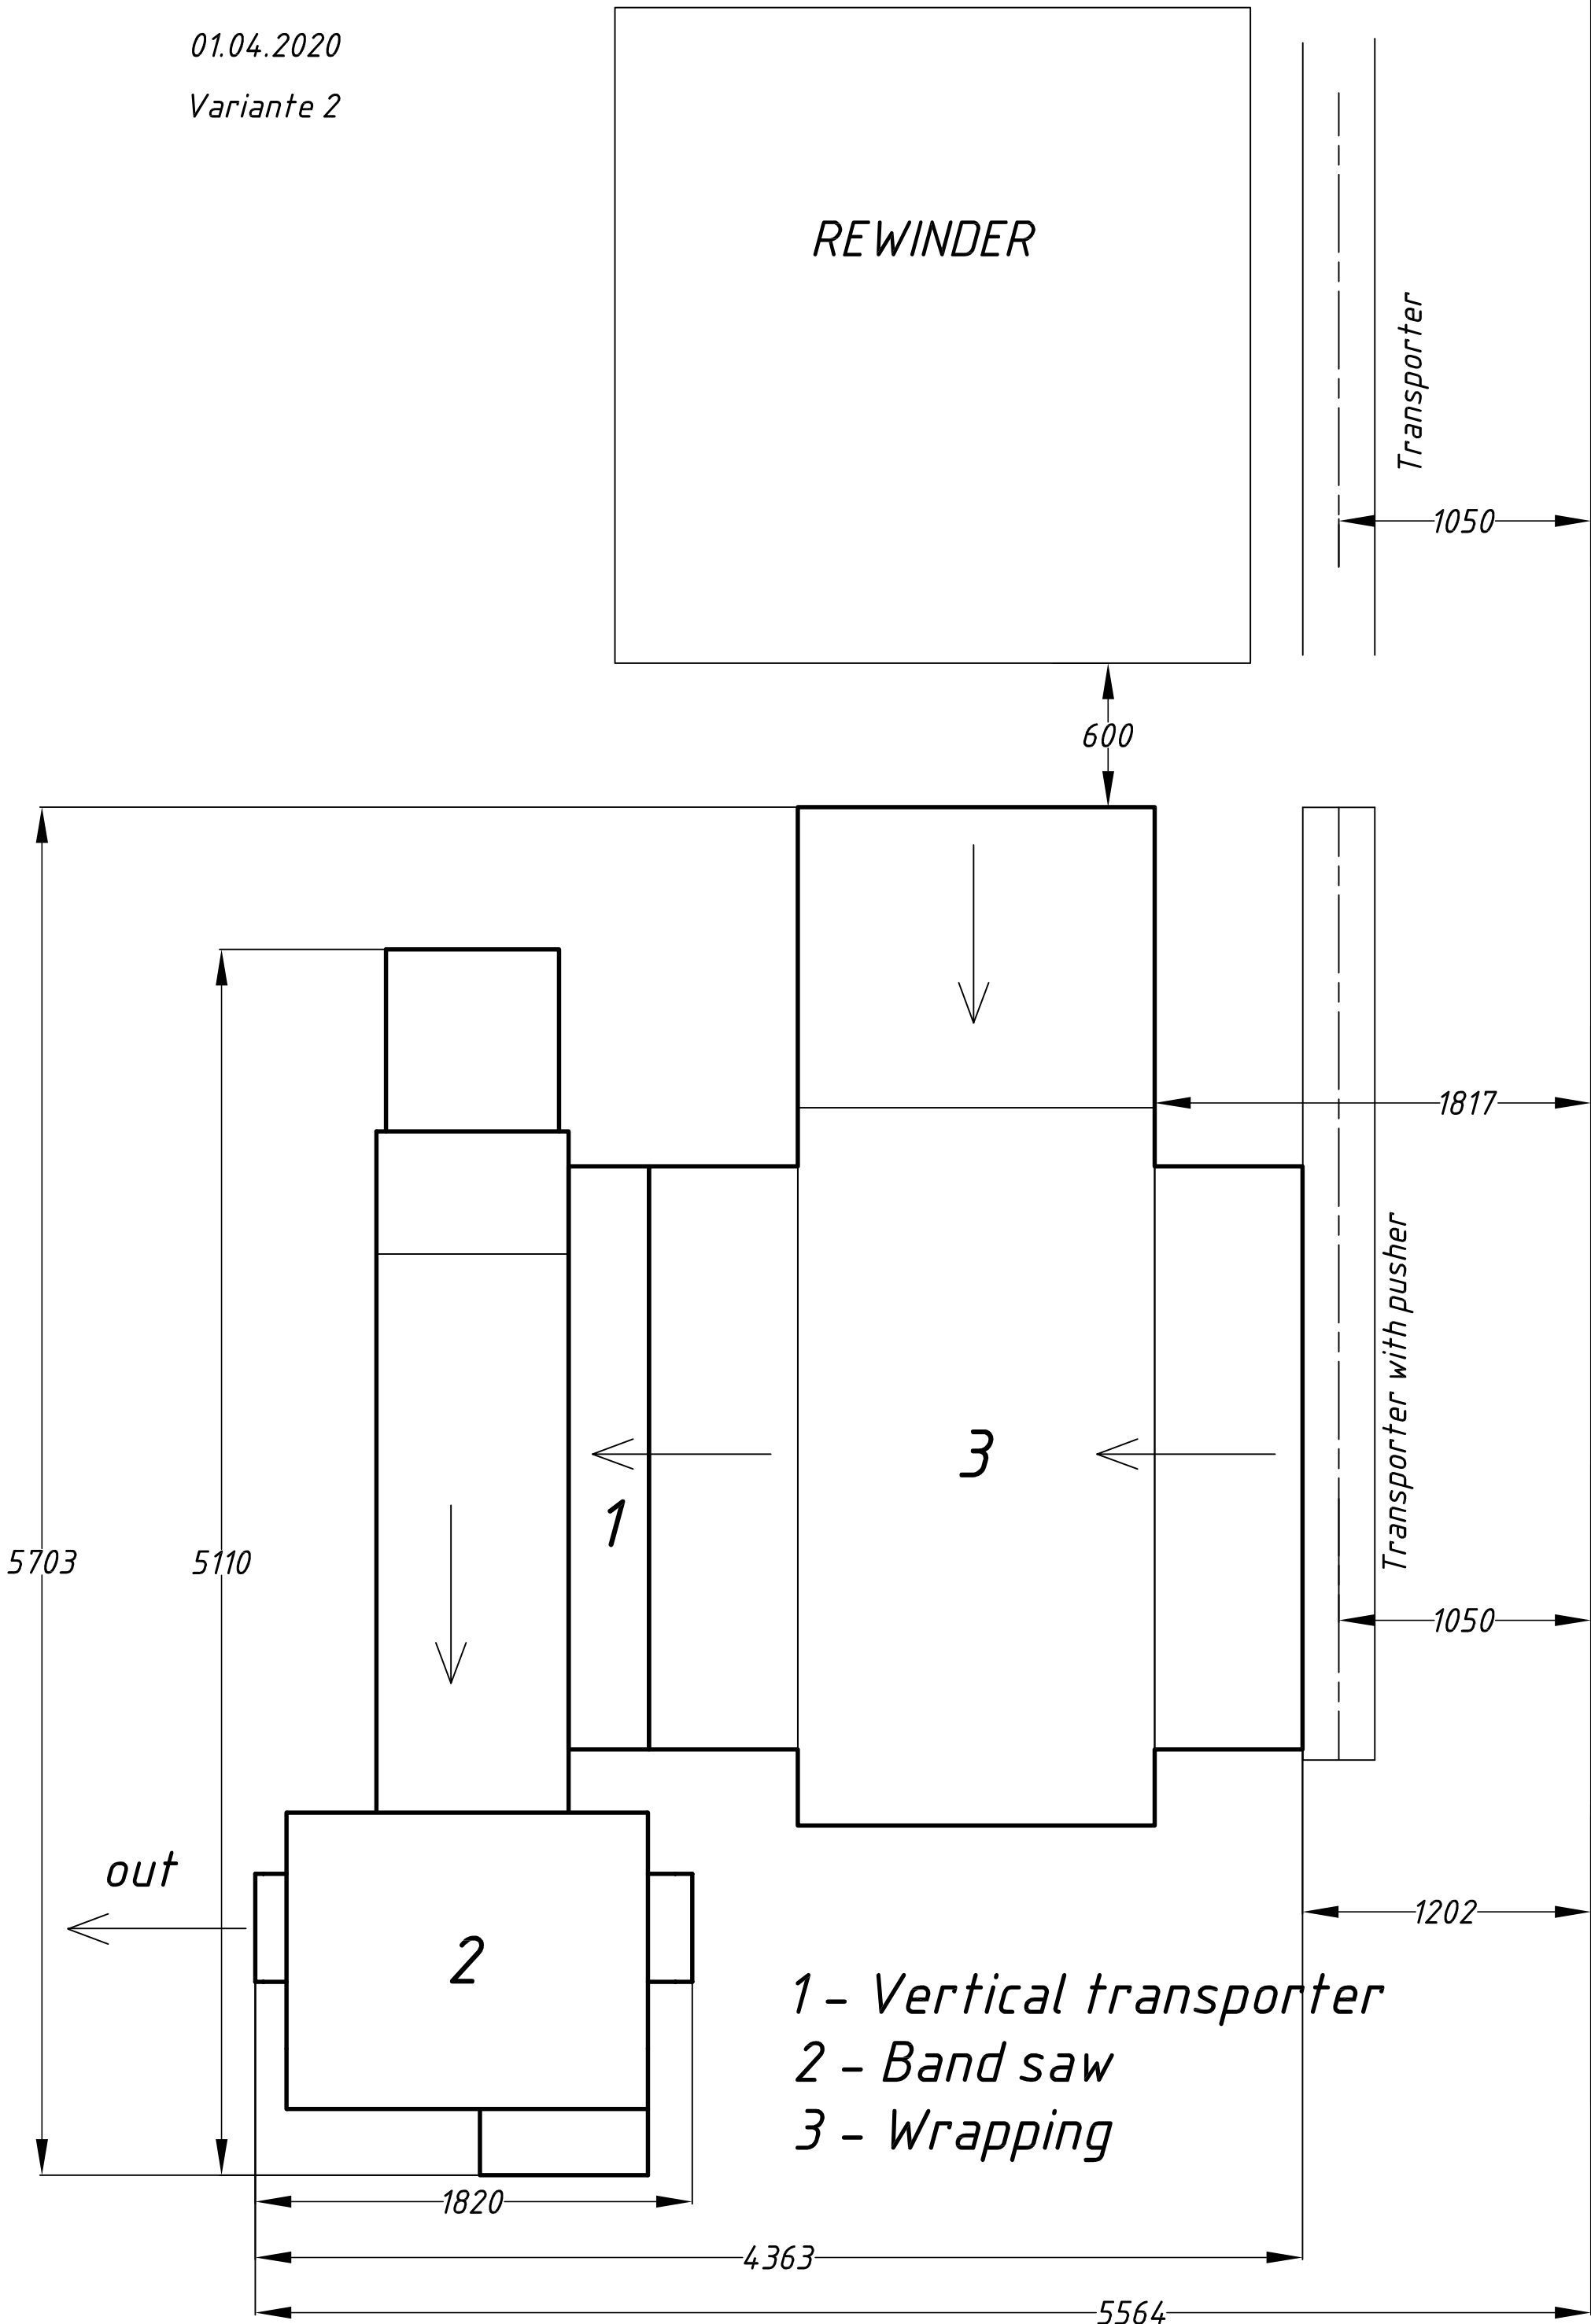 01.04.2020
Variante 2
REWINDER
Transporter
1050
600
1817
Transporter with pusher
3
1
5703
5110
1050
out
1202
2
1 - Vertical transporter
2 - Band saw
3 - Wrapping
1820
4363
5564